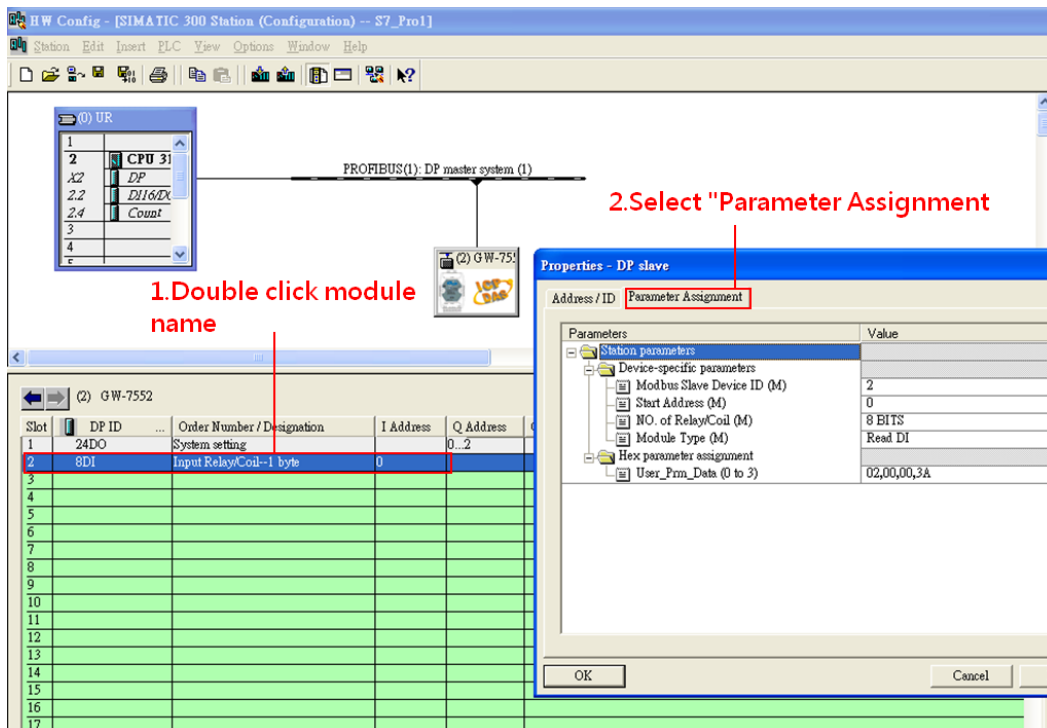 HW Config - [SIMATIC 300 Station (Configuration) -- S7_Pro1]
Station Edit Insert PLC View Options Window Help
(0) UR
1
2 CPU 31
X2 DP
2.2 DI16/DO
2.4 Count
3
4
5
PROFIBUS(1): DP master system (1)
(2) GW-755
ICP DAS
1.Double click module
name
2.Select "Parameter Assignment
Properties - DP slave
Address / ID Parameter Assignment
Parameters Value
Station parameters
Device-specific parameters
Modbus Slave Device ID (M) 2
Start Address (M) 0
NO. of Relay/Coil (M) 8 BITS
Module Type (M) Read DI
Hex parameter assignment
User_Prm_Data (0 to 3) 02,00,00,3A
OK Cancel
(2) GW-7552
Slot DP ID ... Order Number / Designation I Address Q Address
1 24DO System setting 0...2
2 8DI Input Relay/Coil--1 byte 0
3
4
5
6
7
8
9
10
11
12
13
14
15
16
17